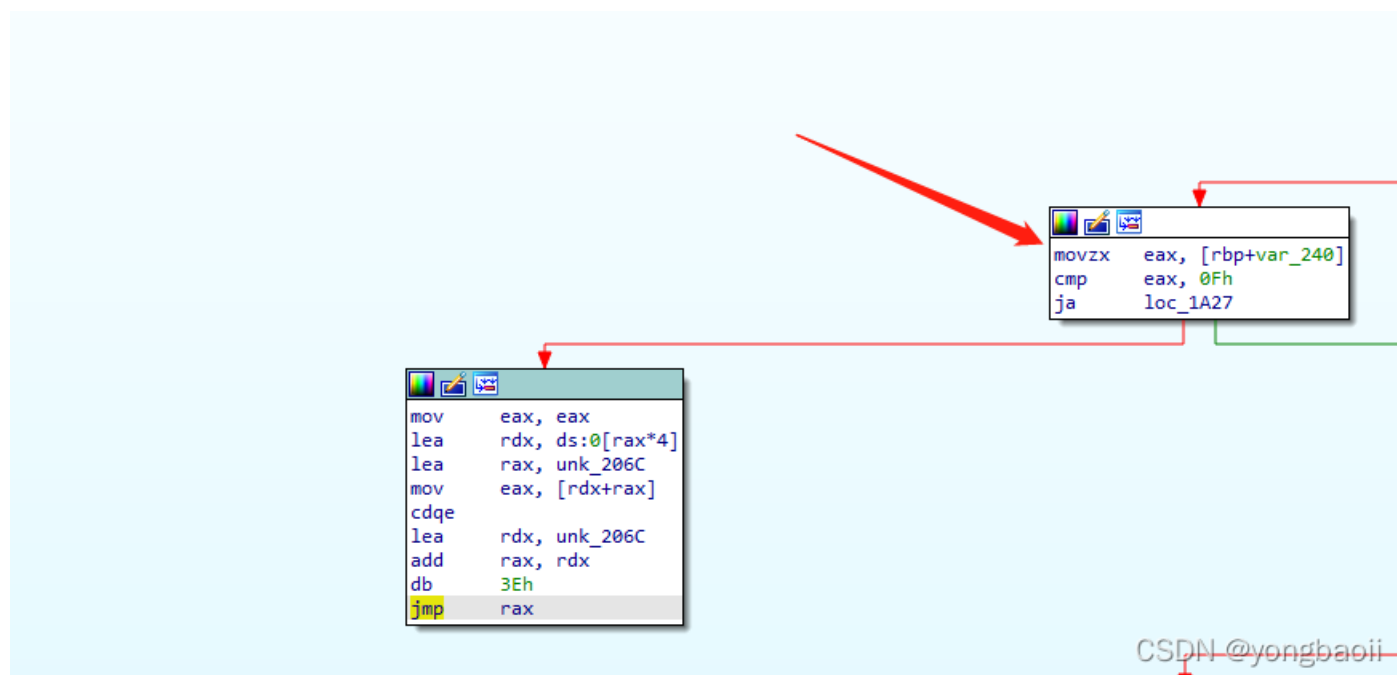 movzx eax, [rbp+var_240]
cmp eax, 0Fh
ja loc_1A27
mov eax, eax
lea rdx, ds:0[rax*4]
lea rax, unk_206C
mov eax, [rdx+rax]
cdqe
lea rdx, unk_206C
add rax, rdx
db 3Eh
jmp rax
CSDN @yongbaoii